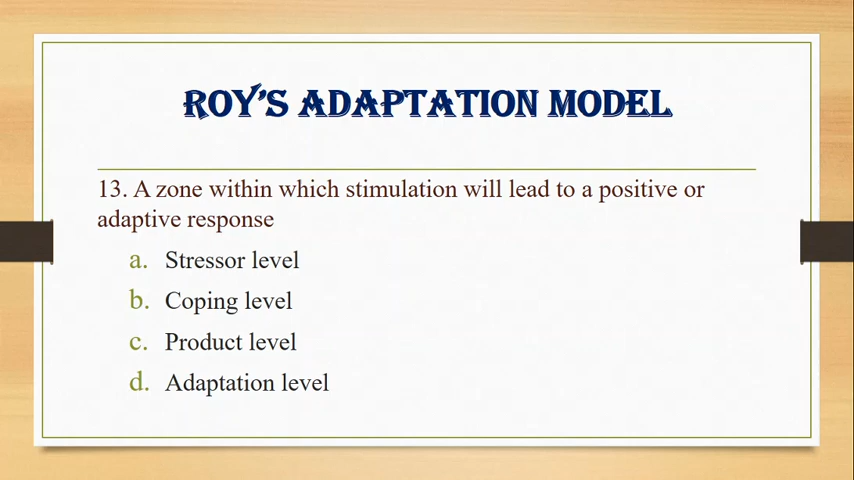 ROY'S ADAPTATION MODEL
13. A zone within which stimulation will lead to a positive or
adaptive response
a. Stressor level
b. Coping level
c. Product level
d. Adaptation level